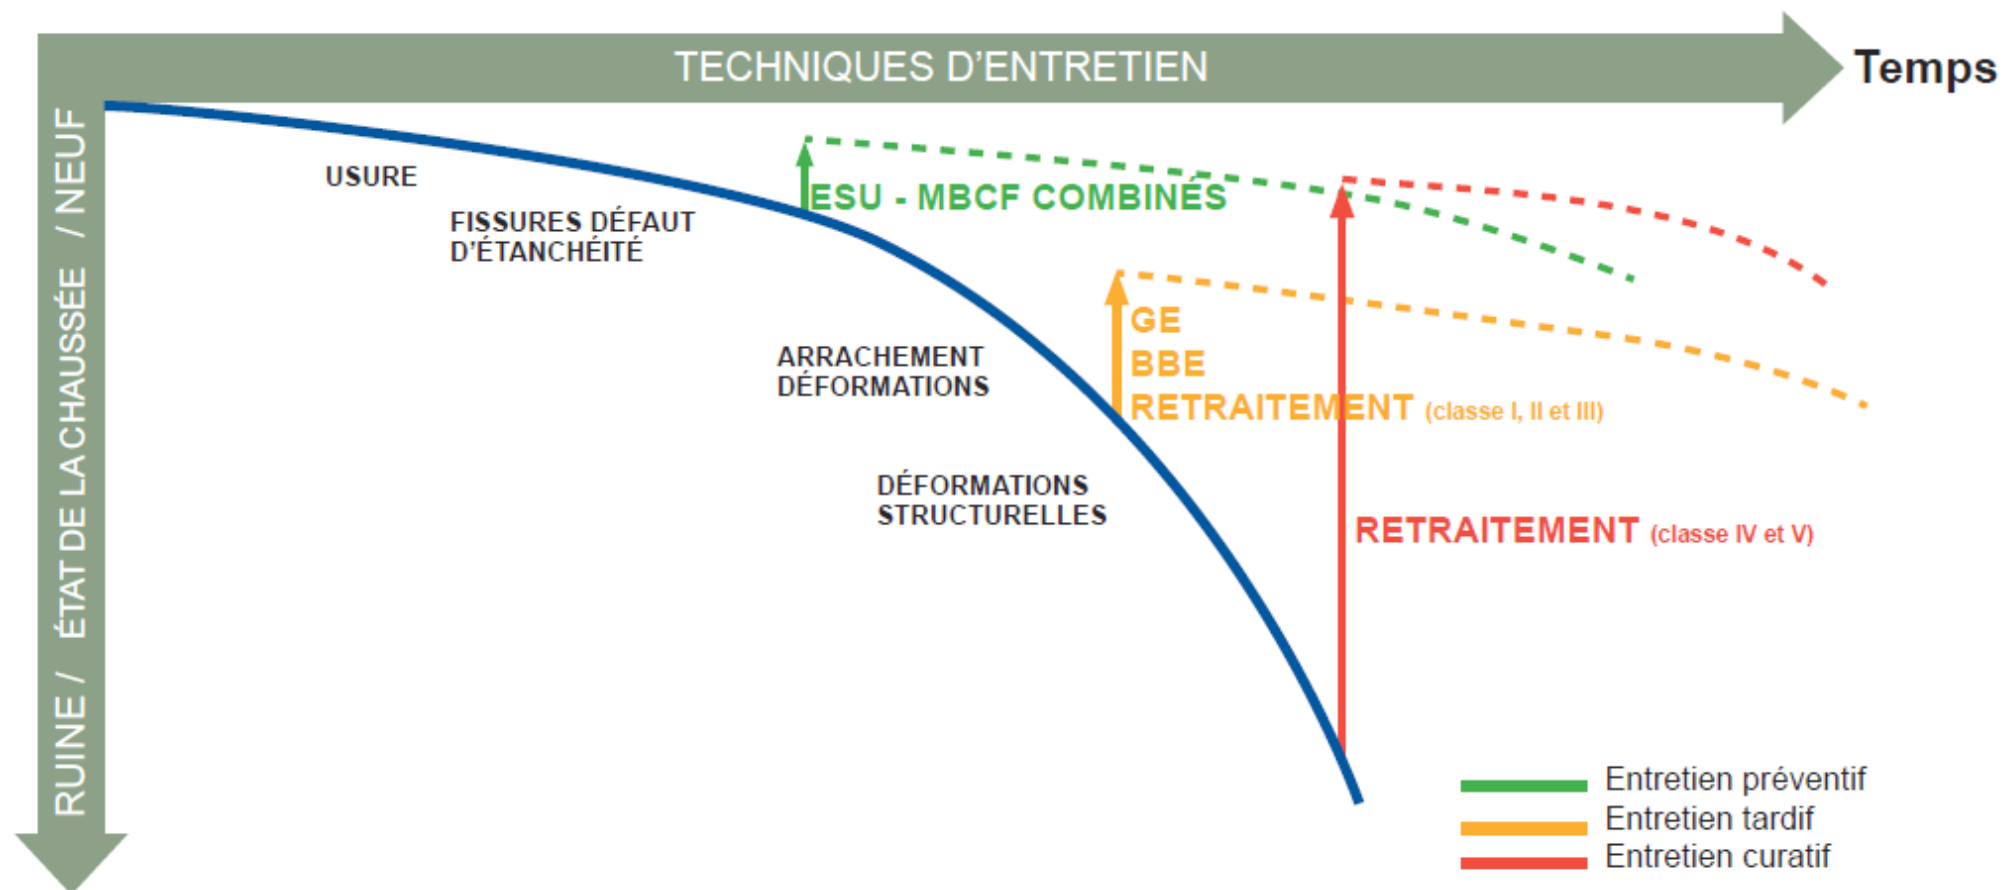 TECHNIQUES D'ENTRETIEN
Temps
RUINE / ÉTAT DE LA CHAUSSÉE / NEUF
USURE
FISSURES DÉFAUT
D'ÉTANCHÉITÉ
ESU - MBCF COMBINÉS
ARRACHEMENT
DÉFORMATIONS
GE
BBE
RETRAITEMENT (classe I, II et III)
DÉFORMATIONS
STRUCTURELLES
RETRAITEMENT (classe IV et V)
Entretien préventif
Entretien tardif
Entretien curatif